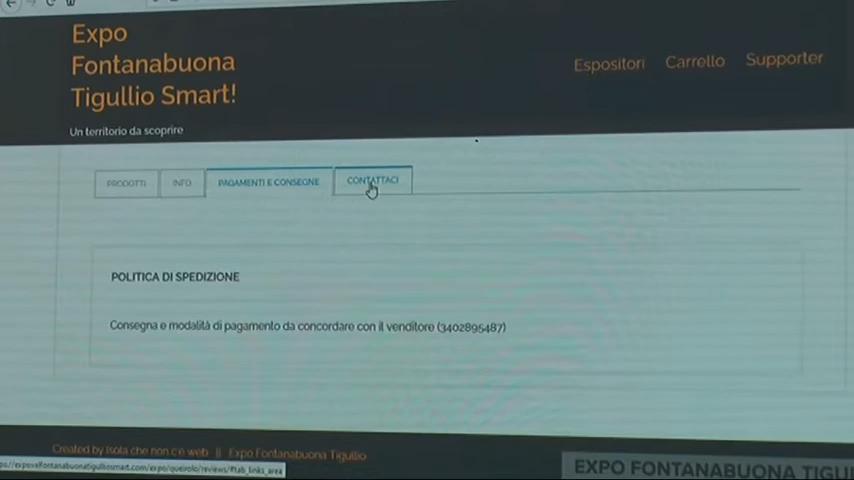 Expo
Fontanabuona
Tigullio Smart!
Un territorio da scoprire
Espositori Carrello Supporter
PRODOTTI INFO PAGAMENTI E CONSEGNE CONTATTACI
POLITICA DI SPEDIZIONE
Consegna e modalità di pagamento da concordare con il venditore (3402895487)
Created by Isola che non c'è web || Expo Fontanabuona Tigullio
EXPO FONTANABUONA